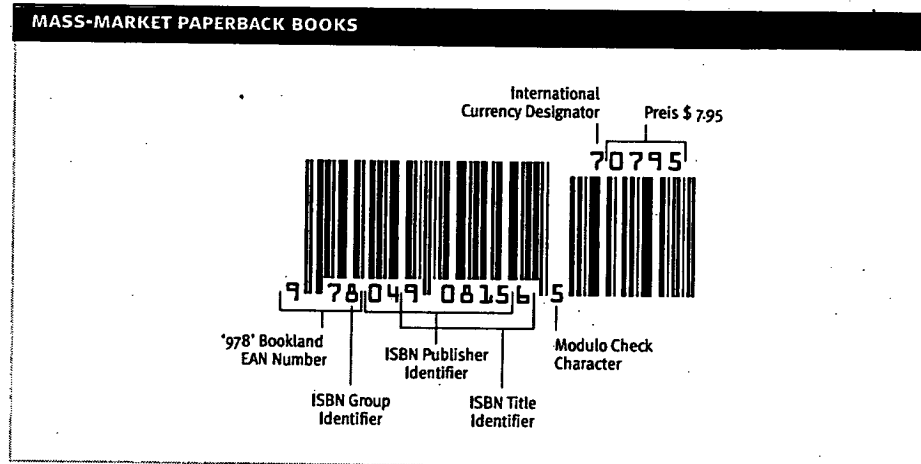 MASS-MARKET PAPERBACK BOOKS
International
Currency Designator
Preis $ 7.95
70795
9 78049 08156 5
'978' Bookland
EAN Number
ISBN Publisher
Identifier
Modulo Check
Character
ISBN Group
Identifier
ISBN Title
Identifier